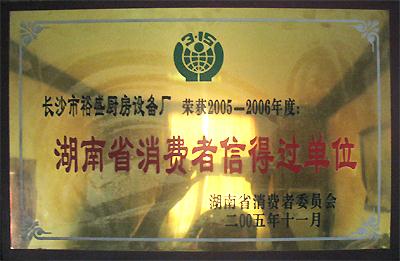 3·15
长沙市裕盛厨房设备厂 荣获2005—2006年度:
湖南省消费者信得过单位
湖南省消费者委员会
二00五年十一月